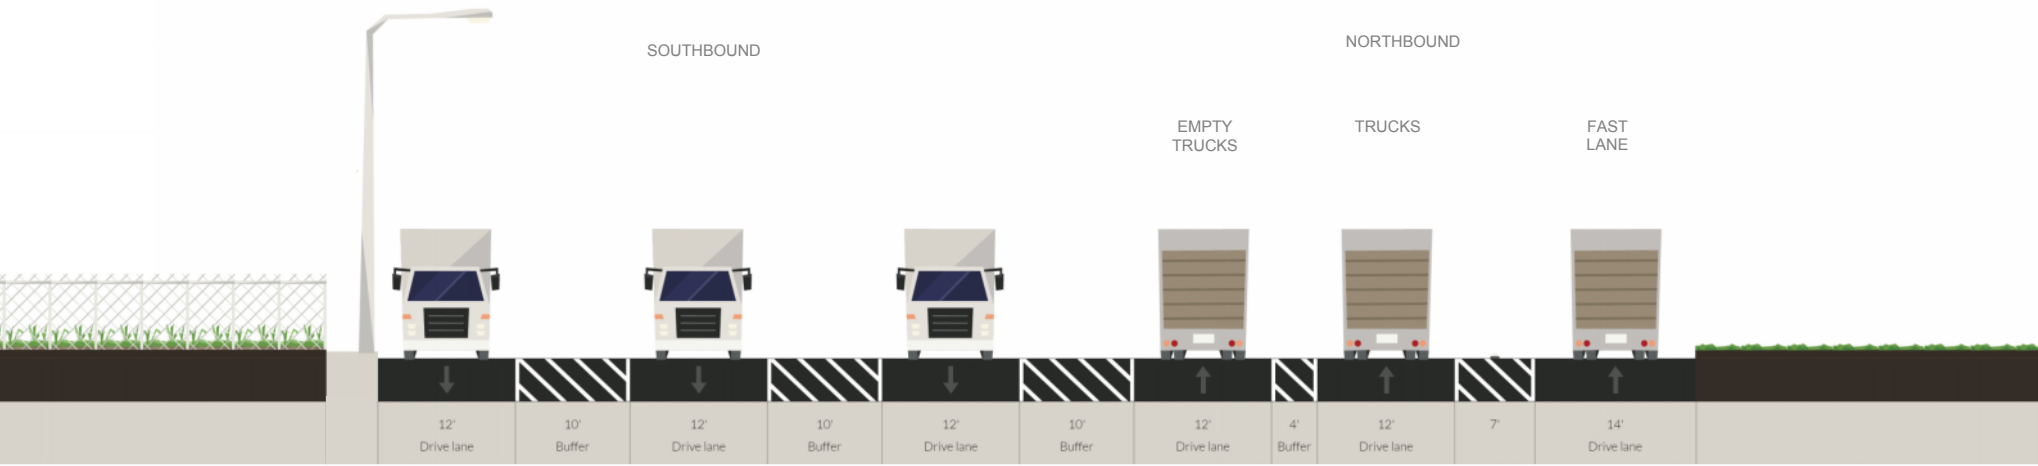 SOUTHBOUND
NORTHBOUND
EMPTY
TRUCKS
TRUCKS
FAST
LANE
12'
Drive lane
10'
Buffer
12'
Drive lane
10'
Buffer
12'
Drive lane
10'
Buffer
12'
Drive lane
4'
Buffer
12'
Drive lane
7'
14'
Drive lane